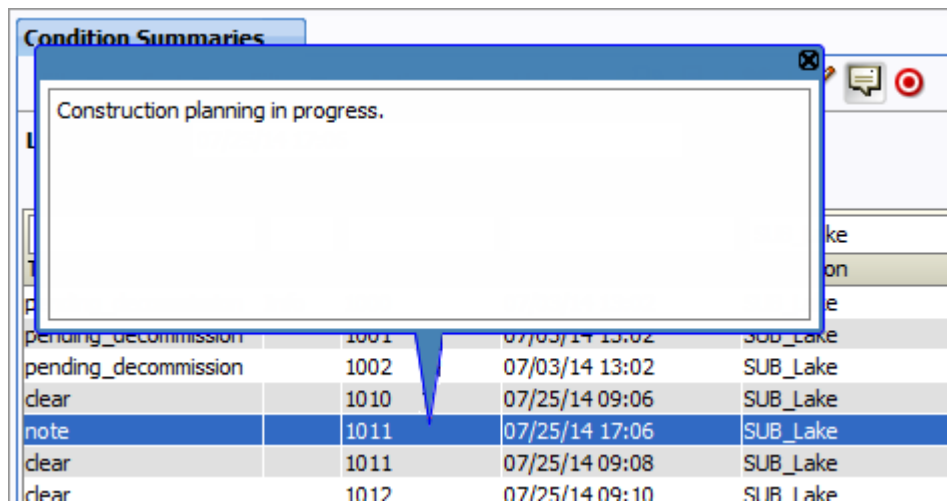 Condition Summaries
Construction planning in progress.
pending_decommission 1001 07/03/14 13:02 SUB_Lake
pending_decommission 1002 07/03/14 13:02 SUB_Lake
clear 1010 07/25/14 09:06 SUB_Lake
note 1011 07/25/14 17:06 SUB_Lake
clear 1011 07/25/14 09:08 SUB_Lake
clear 1012 07/25/14 09:10 SUB_Lake